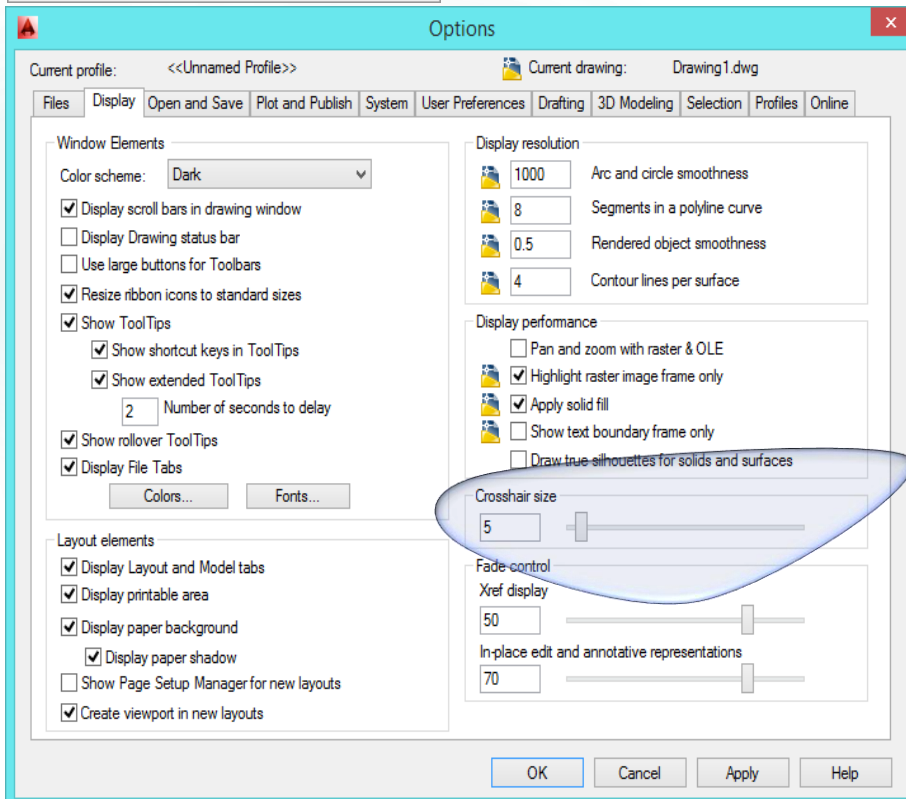 Options
Current profile: <<Unnamed Profile>> Current drawing: Drawing1.dwg
Files Display Open and Save Plot and Publish System User Preferences Drafting 3D Modeling Selection Profiles Online
Window Elements
Color scheme: Dark
Display scroll bars in drawing window
Display Drawing status bar
Use large buttons for Toolbars
Resize ribbon icons to standard sizes
Show ToolTips
Show shortcut keys in ToolTips
Show extended ToolTips
2 Number of seconds to delay
Show rollover ToolTips
Display File Tabs
Colors... Fonts...
Layout elements
Display Layout and Model tabs
Display printable area
Display paper background
Display paper shadow
Show Page Setup Manager for new layouts
Create viewport in new layouts
Display resolution
1000 Arc and circle smoothness
8 Segments in a polyline curve
0.5 Rendered object smoothness
4 Contour lines per surface
Display performance
Pan and zoom with raster & OLE
Highlight raster image frame only
Apply solid fill
Show text boundary frame only
Draw true silhouettes for solids and surfaces
Crosshair size
5
Fade control
Xref display
50
In-place edit and annotative representations
70
OK Cancel Apply Help